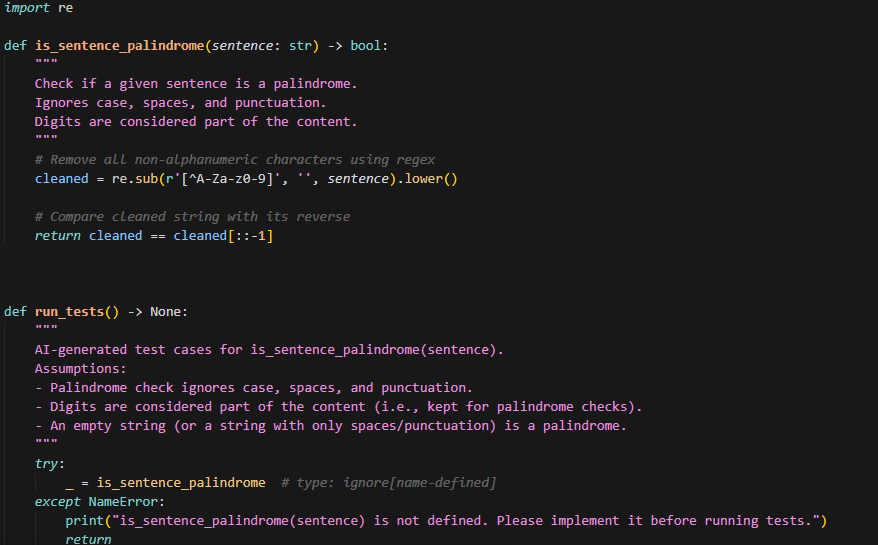 import re
def is_sentence_palindrome(sentence: str) -> bool:
"""
Check if a given sentence is a palindrome.
Ignores case, spaces, and punctuation.
Digits are considered part of the content.
"""
# Remove all non-alphanumeric characters using regex
cleaned = re.sub(r'[^A-Za-z0-9]', '', sentence).lower()
# Compare cleaned string with its reverse
return cleaned == cleaned[::-1]
def run_tests() -> None:
"""
AI-generated test cases for is_sentence_palindrome(sentence).
Assumptions:
- Palindrome check ignores case, spaces, and punctuation.
- Digits are considered part of the content (i.e., kept for palindrome checks).
- An empty string (or a string with only spaces/punctuation) is a palindrome.
"""
try:
_ = is_sentence_palindrome # type: ignore[name-defined]
except NameError:
print("is_sentence_palindrome(sentence) is not defined. Please implement it before running tests.")
return